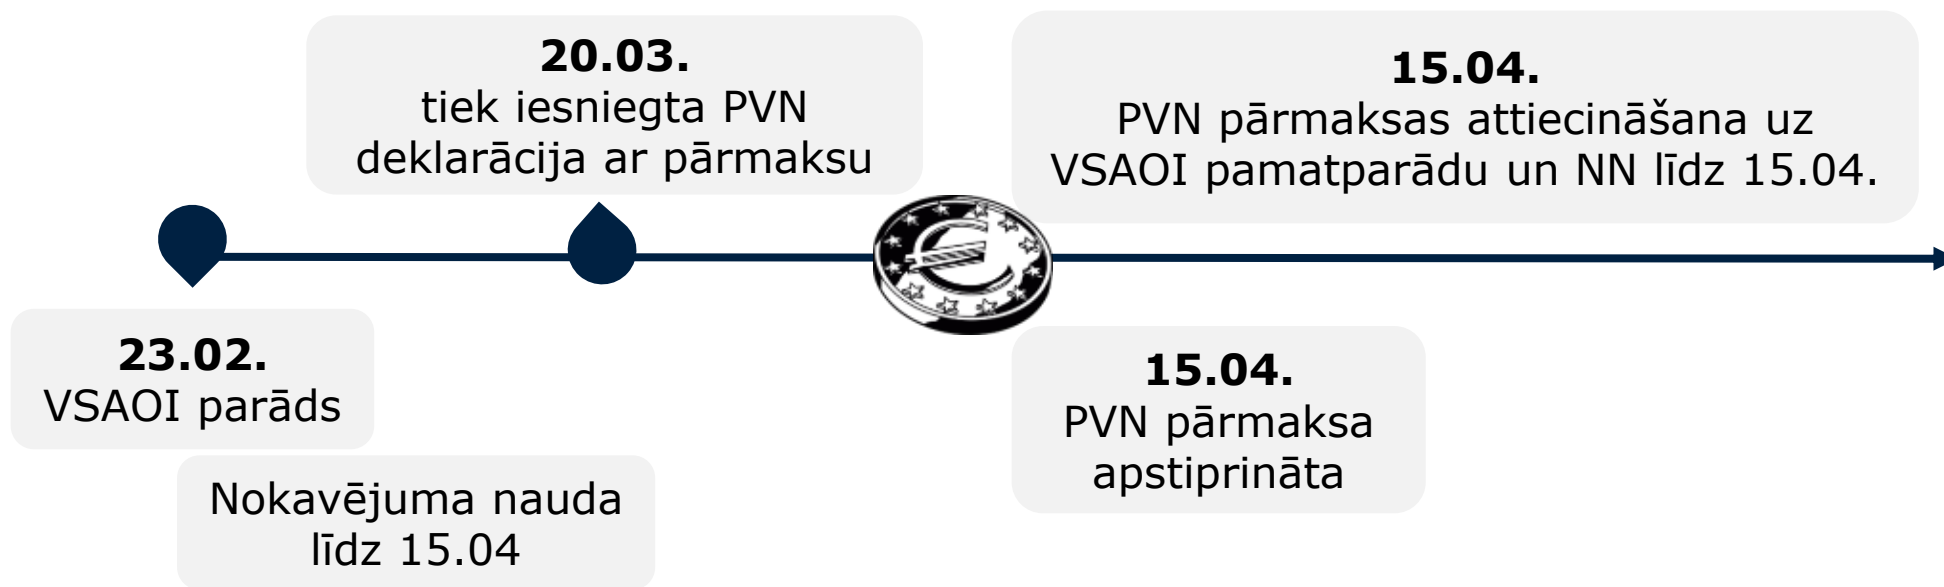 20.03.
tiek iesniegta PVN
deklarācija ar pārmaksu
15.04.
PVN pārmaksas attiecināšana uz
VSAOI pamatparādu un NN līdz 15.04.
23.02.
VSAOI parāds
Nokavējuma nauda
līdz 15.04
15.04.
PVN pārmaksa
apstiprināta